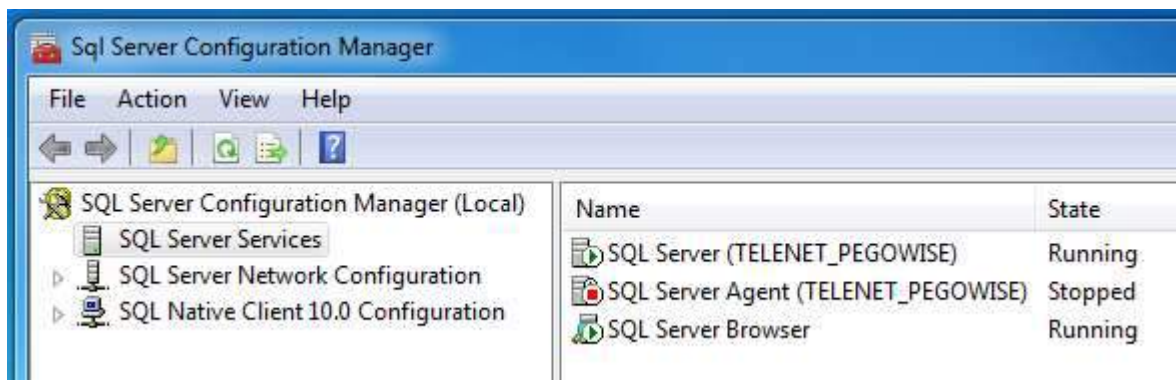 Sql Server Configuration Manager
File Action View Help
SQL Server Configuration Manager (Local)
SQL Server Services
SQL Server Network Configuration
SQL Native Client 10.0 Configuration
Name State
SQL Server (TELENET_PEGOWISE) Running
SQL Server Agent (TELENET_PEGOWISE) Stopped
SQL Server Browser Running